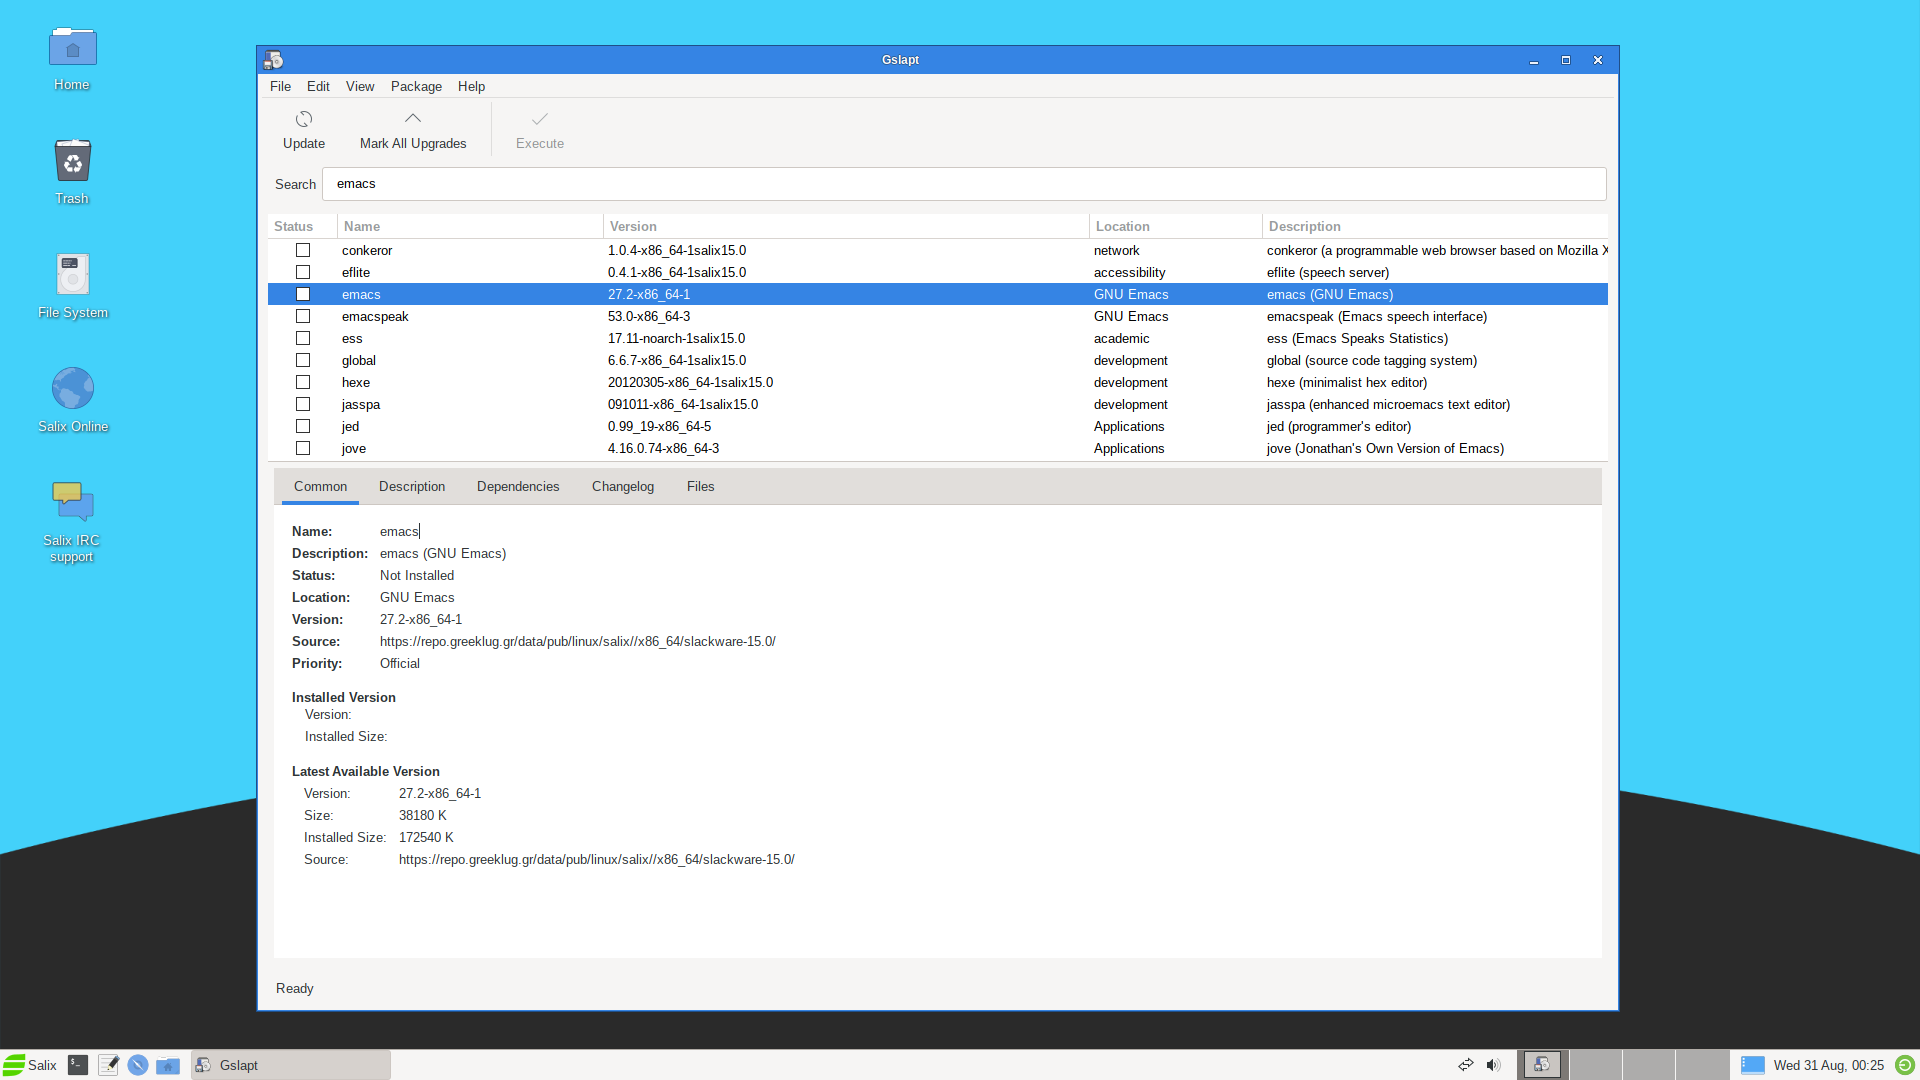 Home
Trash
File System
Salix Online
Salix IRC
support
Gslapt
File Edit View Package Help
Update Mark All Upgrades Execute
Search emacs
Status Name Version Location Description
conkeror 1.0.4-x86_64-1salix15.0 network conkeror (a programmable web browser based on Mozilla X
eflite 0.4.1-x86_64-1salix15.0 accessibility eflite (speech server)
emacs 27.2-x86_64-1 GNU Emacs emacs (GNU Emacs)
emacspeak 53.0-x86_64-3 GNU Emacs emacspeak (Emacs speech interface)
ess 17.11-noarch-1salix15.0 academic ess (Emacs Speaks Statistics)
global 6.6.7-x86_64-1salix15.0 development global (source code tagging system)
hexe 20120305-x86_64-1salix15.0 development hexe (minimalist hex editor)
jasspa 091011-x86_64-1salix15.0 development jasspa (enhanced microemacs text editor)
jed 0.99_19-x86_64-5 Applications jed (programmer's editor)
jove 4.16.0.74-x86_64-3 Applications jove (Jonathan's Own Version of Emacs)
Common Description Dependencies Changelog Files
Name: emacs
Description: emacs (GNU Emacs)
Status: Not Installed
Location: GNU Emacs
Version: 27.2-x86_64-1
Source: https://repo.greeklug.gr/data/pub/linux/salix//x86_64/slackware-15.0/
Priority: Official
Installed Version
Version:
Installed Size:
Latest Available Version
Version: 27.2-x86_64-1
Size: 38180 K
Installed Size: 172540 K
Source: https://repo.greeklug.gr/data/pub/linux/salix//x86_64/slackware-15.0/
Ready
Salix Gslapt Wed 31 Aug, 00:25